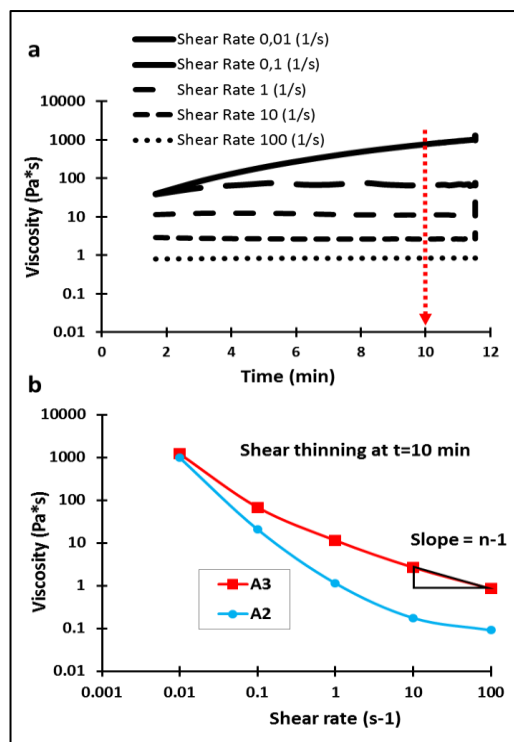 a
Shear Rate 0,01 (1/s)
Shear Rate 0,1 (1/s)
Shear Rate 1 (1/s)
Shear Rate 10 (1/s)
Shear Rate 100 (1/s)
10000
1000
100
10
1
0.1
0.01
Viscosity (Pa*s)
0 2 4 6 8 10 12
Time (min)
b
10000
1000
100
10
1
0.1
0.01
Viscosity (Pa*s)
Shear thinning at t=10 min
Slope = n-1
A3
A2
0.001 0.01 0.1 1 10 100
Shear rate (s-1)